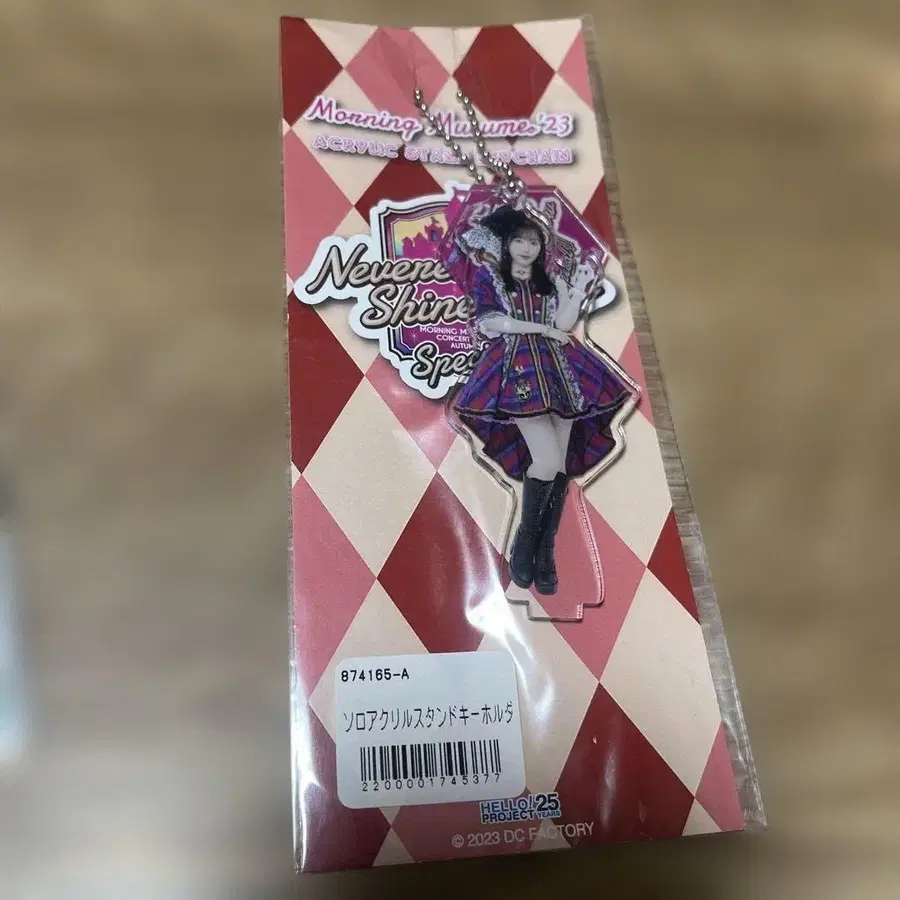 Morning Musume。'23
ACRYLIC STAND KEYCHAIN
Shine
CONCERT
874165-A
ソロアクリルスタンドキーホルダ
2200001745377
HELLO! 25
PROJECT YEARS
© 2023 DC FACTORY